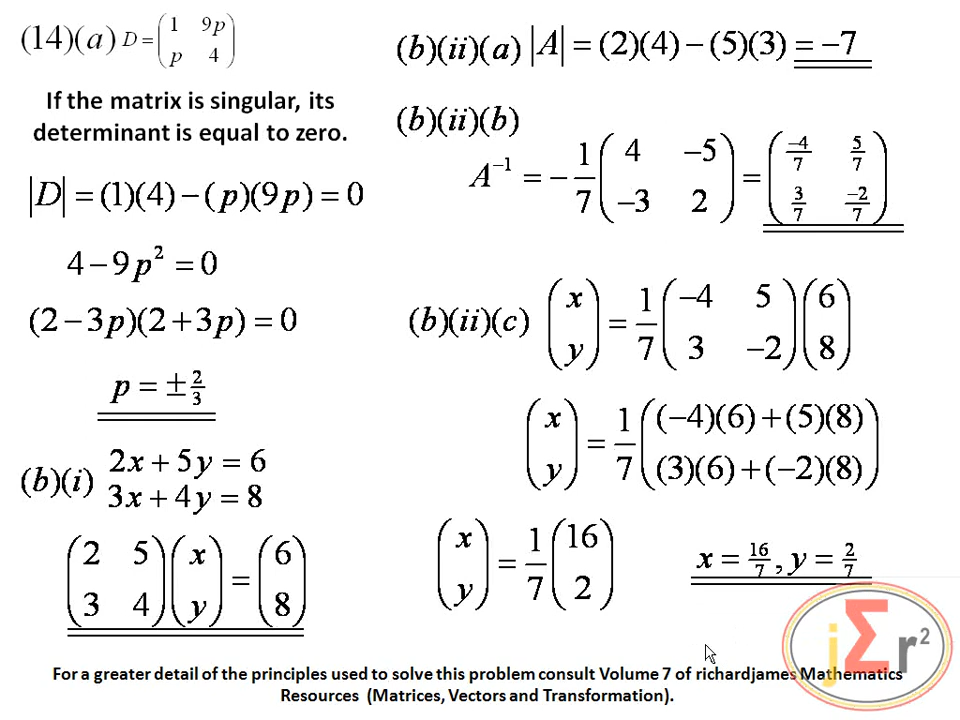 (14)(a) D = (1 9p
p 4)
If the matrix is singular, its
determinant is equal to zero.
|D| = (1)(4) − (p)(9p) = 0
4 − 9p² = 0
(2 − 3p)(2 + 3p) = 0
p = ± 2/3
(b)(i) 2x + 5y = 6
3x + 4y = 8
(2 5
3 4)(x
y) = (6
8)
(b)(ii)(a) |A| = (2)(4) − (5)(3) = −7
(b)(ii)(b)
A⁻¹ = − 1/7 (4 −5
−3 2) = (−4/7 5/7
3/7 −2/7)
(b)(ii)(c) (x
y) = 1/7 (−4 5
3 −2)(6
8)
(x
y) = 1/7 ((−4)(6) + (5)(8)
(3)(6) + (−2)(8))
(x
y) = 1/7 (16
2)
x = 16/7 , y = 2/7
jΣr²
For a greater detail of the principles used to solve this problem consult Volume 7 of richardjames Mathematics
Resources (Matrices, Vectors and Transformation).